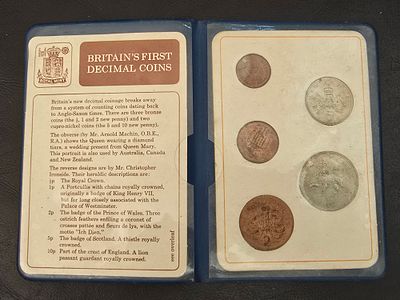 ROYAL MINT
BRITAIN'S FIRST
DECIMAL COINS
Britain's new decimal coinage breaks away
from a system of counting coins dating back
to Anglo-Saxon times. There are three bronze
coins (the ½, 1 and 2 new penny) and two
cupro-nickel coins (the 5 and 10 new penny).
The obverse (by Mr. Arnold Machin, O.B.E.,
R.A.) shows the Queen wearing a diamond
tiara, a wedding present from Queen Mary.
This portrait is also used by Australia, Canada
and New Zealand.
The reverse designs are by Mr. Christopher
Ironside. Their heraldic descriptions are:
½p The Royal Crown.
1p A Portcullis with chains royally crowned,
originally a badge of King Henry VII,
but for long closely associated with the
Palace of Westminster.
2p The badge of the Prince of Wales. Three
ostrich feathers enfiling a coronet of
crosses pattée and fleurs de lys, with the
motto "Ich Dien."
5p The badge of Scotland. A thistle royally
crowned.
10p Part of the crest of England. A lion
passant guardant royally crowned.
see overleaf